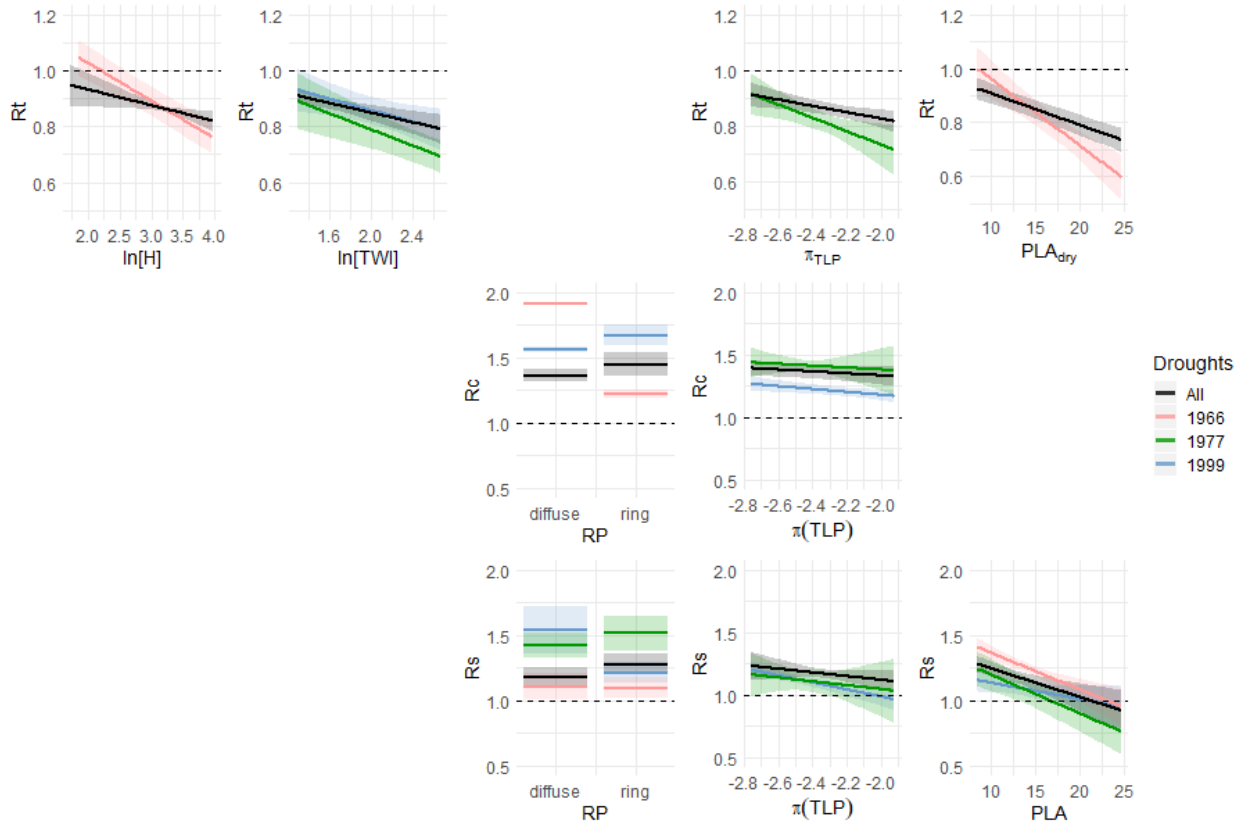 1.2
1.0
0.8
0.6
Rt
2.0 2.5 3.0 3.5 4.0
ln[H]
1.2
1.0
0.8
0.6
Rt
1.6 2.0 2.4
ln[TWI]
1.2
1.0
0.8
0.6
Rt
-2.8 -2.6 -2.4 -2.2 -2.0
πTLP
1.2
1.0
0.8
0.6
Rt
10 15 20 25
PLAdry
2.0
1.5
1.0
0.5
Rc
diffuse ring
RP
2.0
1.5
1.0
0.5
Rc
-2.8 -2.6 -2.4 -2.2 -2.0
π(TLP)
Droughts
All
1966
1977
1999
2.0
1.5
1.0
0.5
Rs
diffuse ring
RP
2.0
1.5
1.0
0.5
Rs
-2.8 -2.6 -2.4 -2.2 -2.0
π(TLP)
2.0
1.5
1.0
0.5
Rs
10 15 20 25
PLA